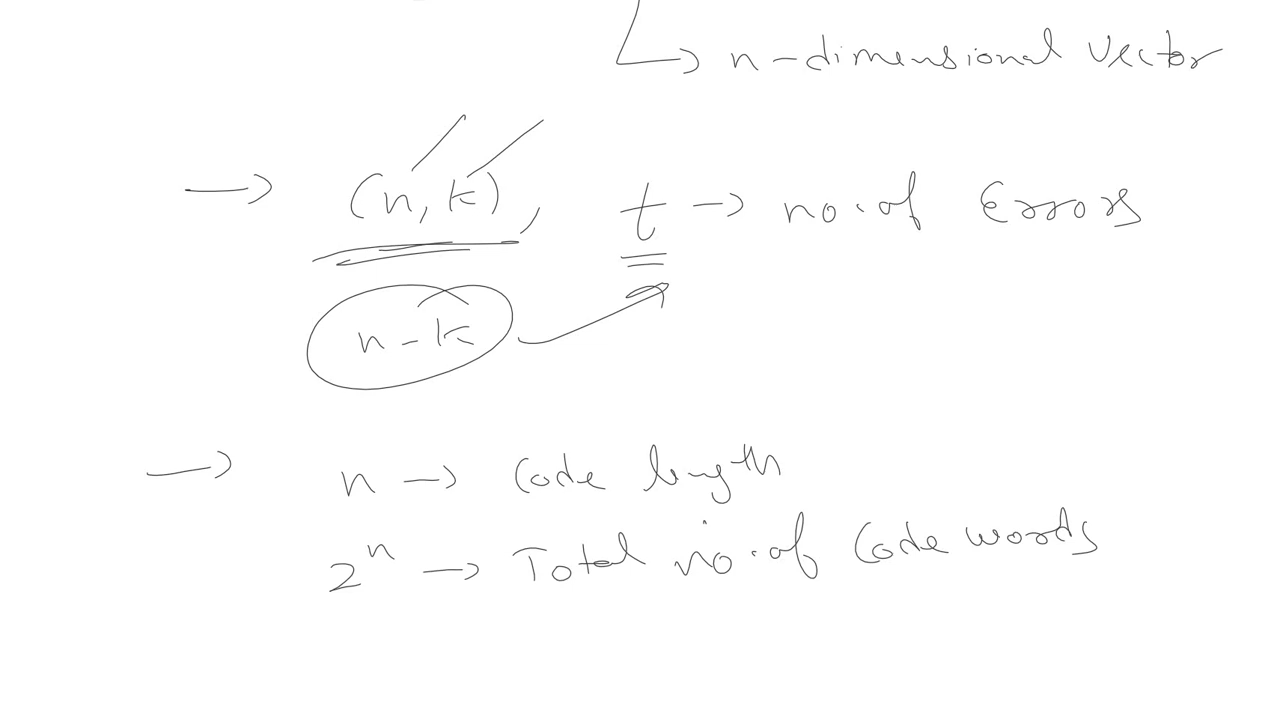 ↳ n-dimensional Vector
→ (n, k), t → no. of Errors
n - k
→ n → Code length
2ⁿ → Total no. of Code words